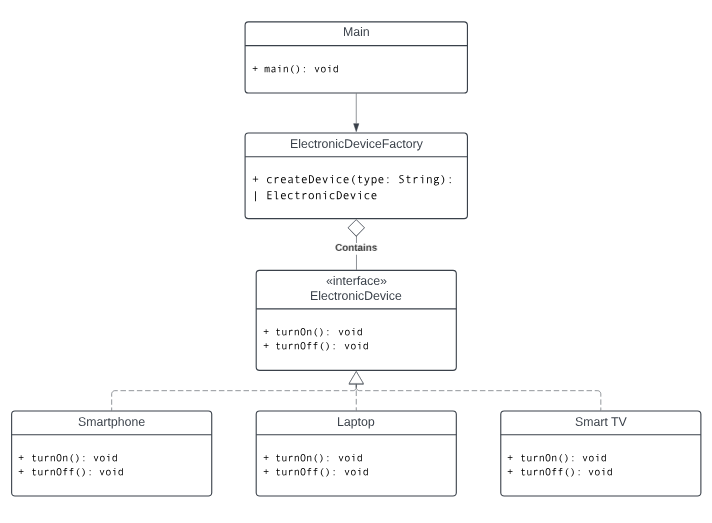 Main
+ main(): void
ElectronicDeviceFactory
+ createDevice(type: String):
| ElectronicDevice
Contains
«interface»
ElectronicDevice
+ turnOn(): void
+ turnOff(): void
Smartphone
+ turnOn(): void
+ turnOff(): void
Laptop
+ turnOn(): void
+ turnOff(): void
Smart TV
+ turnOn(): void
+ turnOff(): void